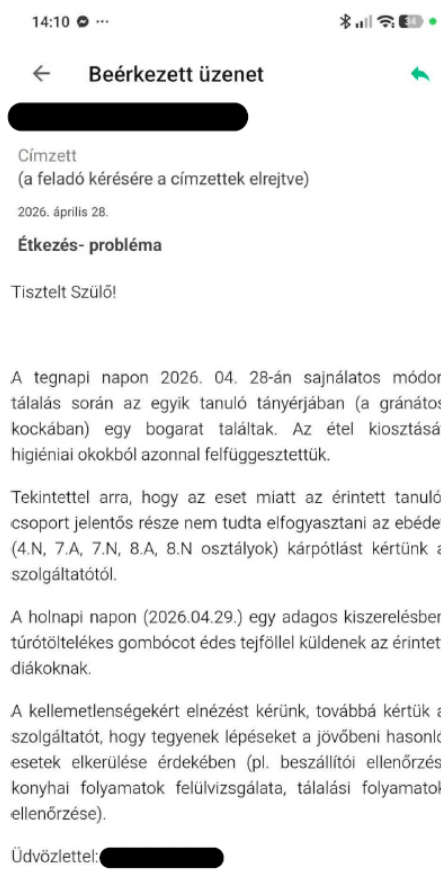 14:10 ...
34
Beérkezett üzenet
Címzett
(a feladó kérésére a címzettek elrejtve)
2026. április 28.
Étkezés- probléma
Tisztelt Szülő!
A tegnapi napon 2026. 04. 28-án sajnálatos módon
tálalás során az egyik tanuló tányérjában (a gránátos
kockában) egy bogarat találtak. Az étel kiosztását
higiéniai okokból azonnal felfüggesztettük.
Tekintettel arra, hogy az eset miatt az érintett tanuló
csoport jelentős része nem tudta elfogyasztani az ebédet
(4.N, 7.A, 7.N, 8.A, 8.N osztályok) kárpótlást kértünk a
szolgáltatótól.
A holnapi napon (2026.04.29.) egy adagos kiszerelésben
túrótöltelékes gombócot édes tejföllel küldenek az érintett
diákoknak.
A kellemetlenségekért elnézést kérünk, továbbá kértük a
szolgáltatót, hogy tegyenek lépéseket a jövőbeni hasonló
esetek elkerülése érdekében (pl. beszállítói ellenőrzés,
konyhai folyamatok felülvizsgálata, tálalási folyamatok
ellenőrzése).
Üdvözlettel: